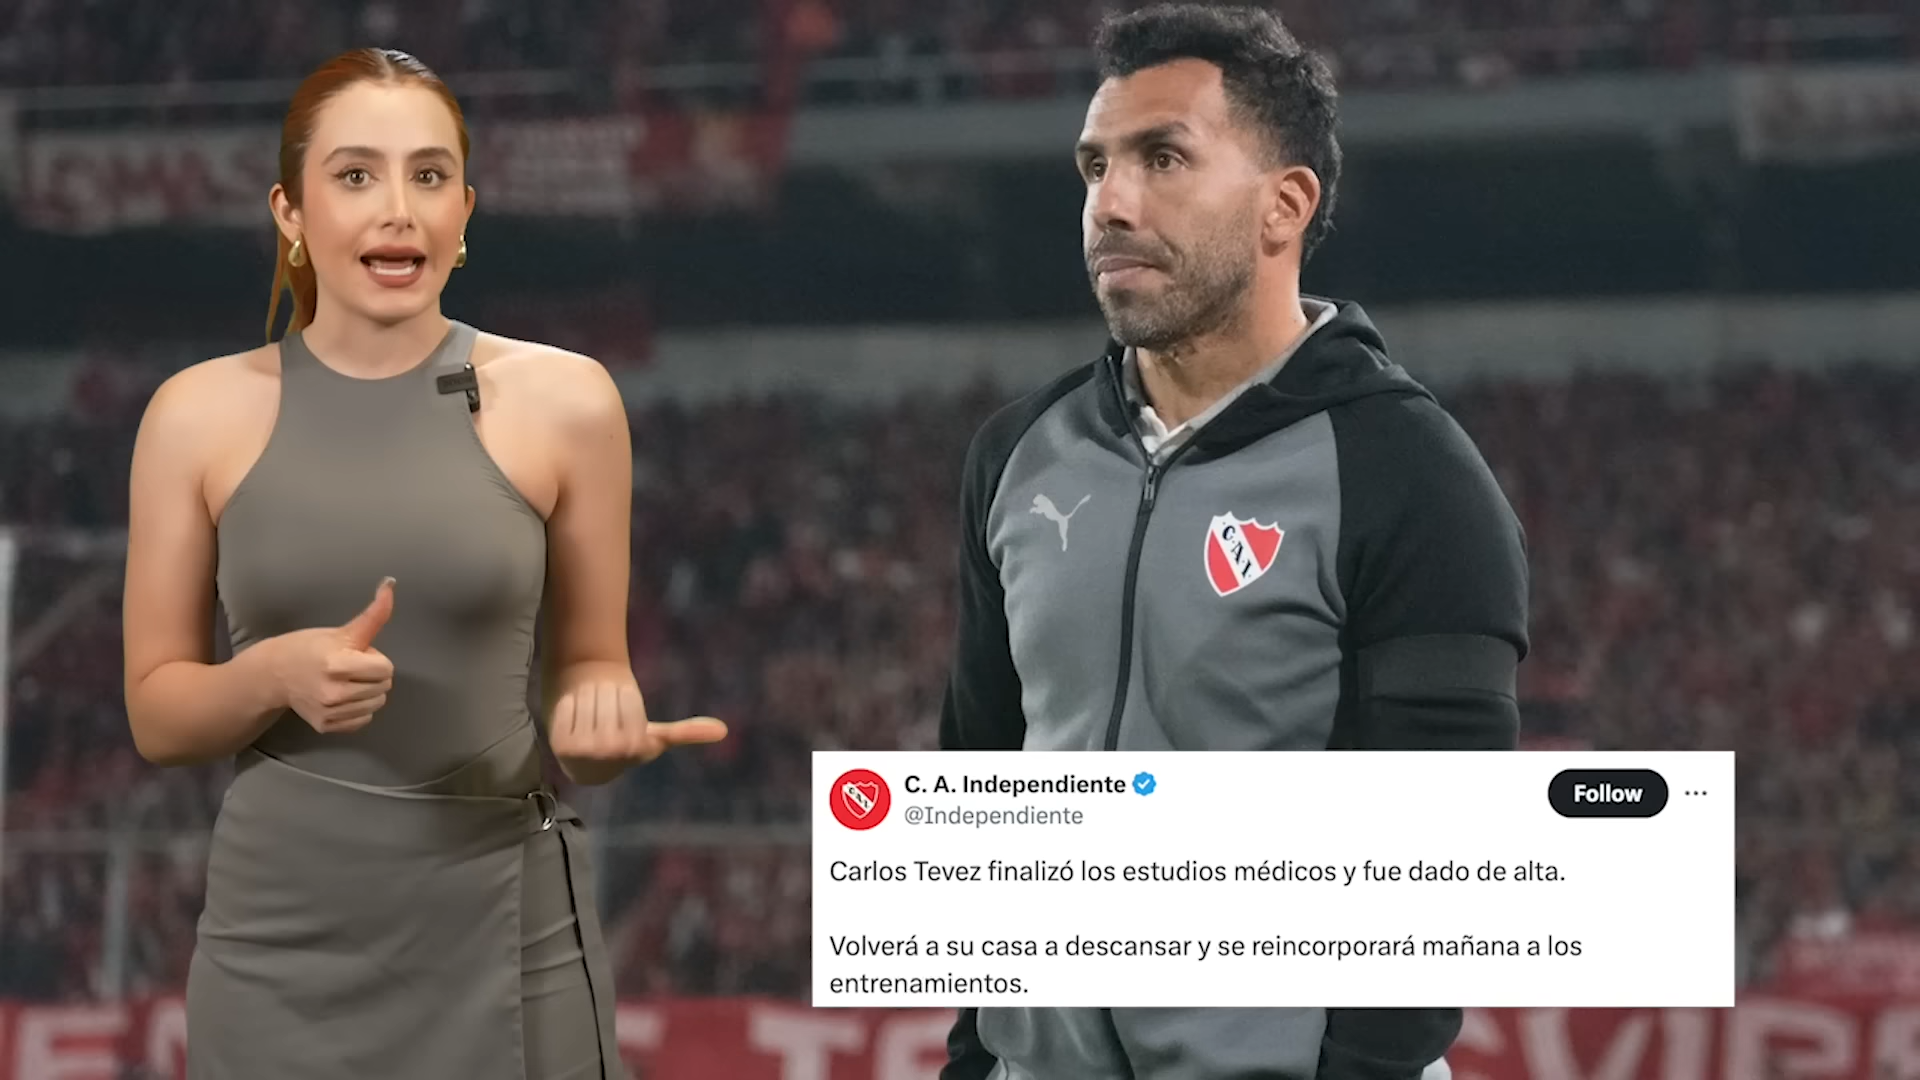 C. A. Independiente
@Independiente
Follow
Carlos Tevez finalizó los estudios médicos y fue dado de alta.
Volverá a su casa a descansar y se reincorporará mañana a los
entrenamientos.
C.A.I.